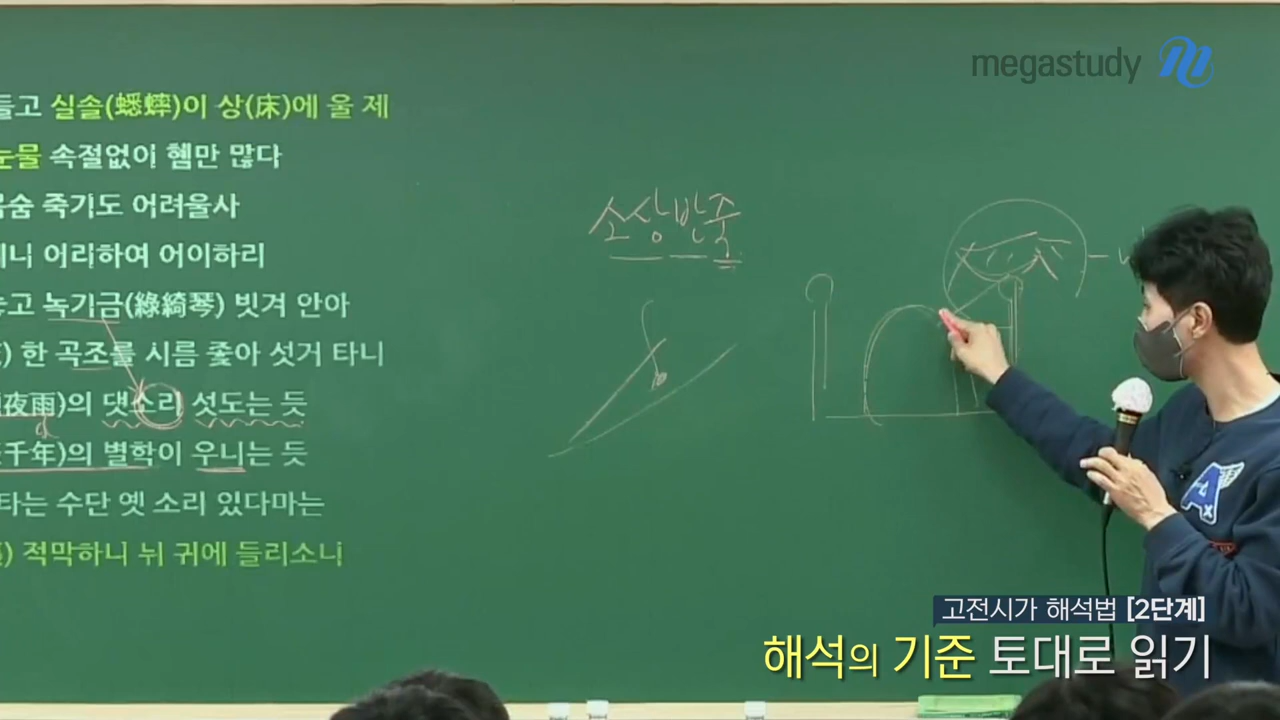 megastudy
들고 실솔(蟋蟀)이 상(床)에 울 제
눈물 속절없이 혬만 많다
목숨 죽기도 어려울사
니 어리하여 어이하리
놓고 녹기금(綠綺琴) 빗겨 안아
) 한 곡조를 시름 좇아 섯거 타니
夜雨)의 댓소리 섯도는 듯
千年)의 별학이 우니는 듯
타는 수단 옛 소리 있다마는
) 적막하니 뉘 귀에 들리소니
소상반죽
A
고전시가 해석법 [2단계]
해석의 기준 토대로 읽기